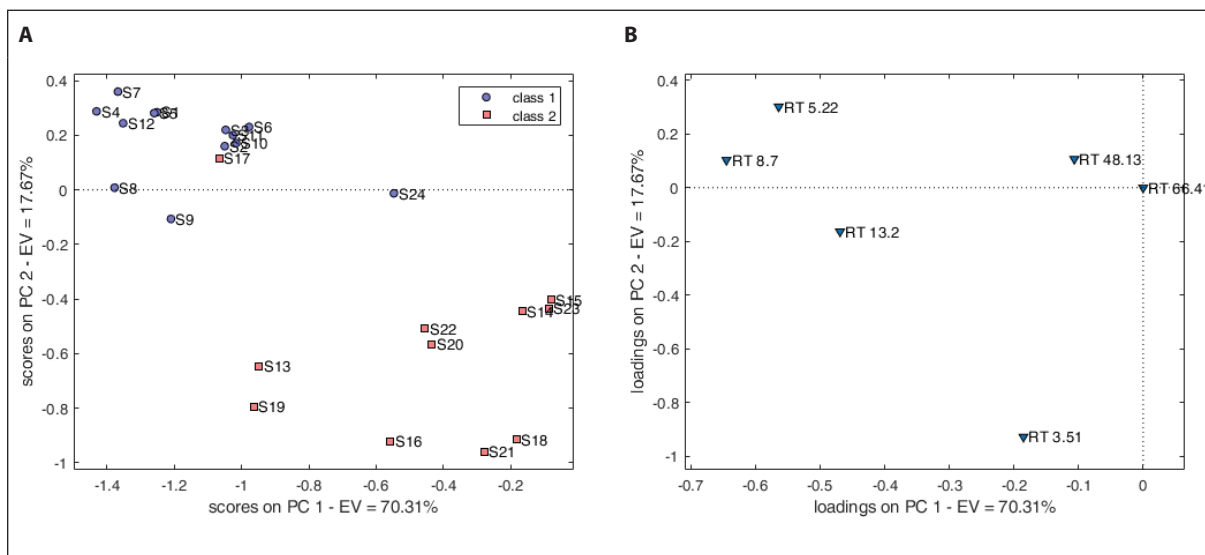 A
B
0.4
0.2
0
-0.2
-0.4
-0.6
-0.8
-1
scores on PC 2 - EV = 17.67%
class 1
class 2
S7
S4
S1
S12
S6
S11
S10
S2
S17
S8
S24
S9
S15
S14
S23
S22
S20
S13
S19
S16
S18
S21
-1.4
-1.2
-1
-0.8
-0.6
-0.4
-0.2
scores on PC 1 - EV = 70.31%
0.4
0.2
0
-0.2
-0.4
-0.6
-0.8
-1
loadings on PC 2 - EV = 17.67%
RT 5.22
RT 8.7
RT 48.13
RT 66.41
RT 13.2
RT 3.51
-0.7
-0.6
-0.5
-0.4
-0.3
-0.2
-0.1
0
loadings on PC 1 - EV = 70.31%